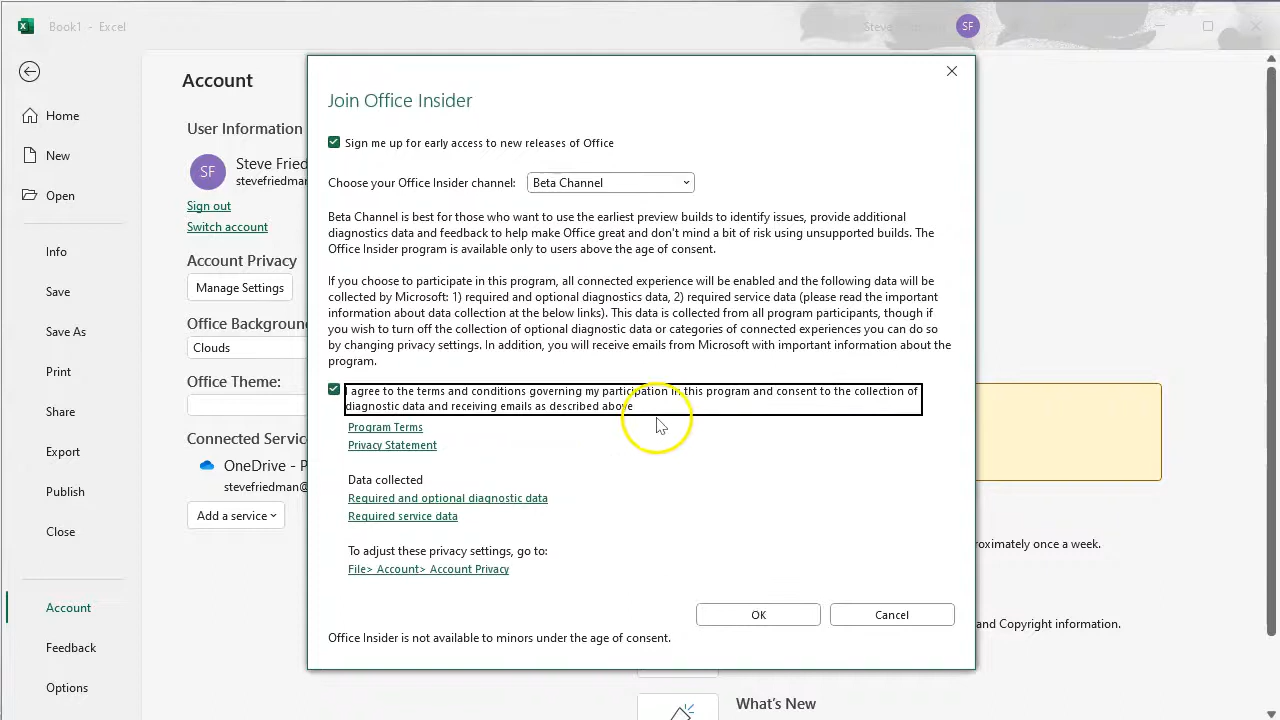 Book1 - Excel
Steve
SF
Account
Home
New
Open
Info
Save
Save As
Print
Share
Export
Publish
Close
Account
Feedback
Options
User Information
SF
Steve Fried
stevefriedman
Sign out
Switch account
Account Privacy
Manage Settings
Office Background
Clouds
Office Theme:
Connected Servic
OneDrive - P
stevefriedman@
Add a service
Join Office Insider
Sign me up for early access to new releases of Office
Choose your Office Insider channel: Beta Channel
Beta Channel is best for those who want to use the earliest preview builds to identify issues, provide additional
diagnostics data and feedback to help make Office great and don't mind a bit of risk using unsupported builds. The
Office Insider program is available only to users above the age of consent.
If you choose to participate in this program, all connected experience will be enabled and the following data will be
collected by Microsoft: 1) required and optional diagnostics data, 2) required service data (please read the important
information about data collection at the below links). This data is collected from all program participants, though if
you wish to turn off the collection of optional diagnostic data or categories of connected experiences you can do so
by changing privacy settings. In addition, you will receive emails from Microsoft with important information about the
program.
I agree to the terms and conditions governing my participation in this program and consent to the collection of
diagnostic data and receiving emails as described above
Program Terms
Privacy Statement
Data collected
Required and optional diagnostic data
Required service data
To adjust these privacy settings, go to:
File> Account> Account Privacy
OK
Cancel
Office Insider is not available to minors under the age of consent.
roximately once a week.
and Copyright information.
What's New